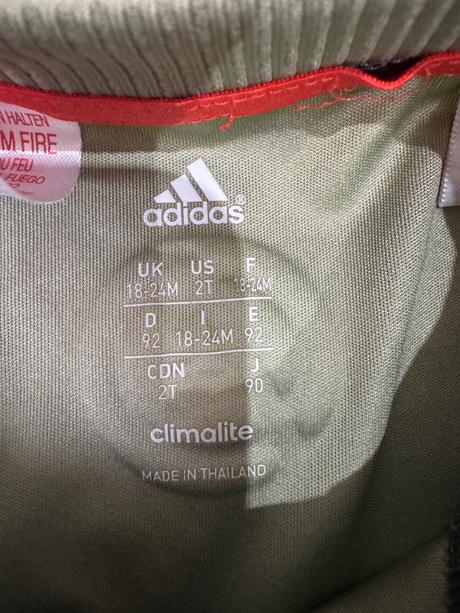 N HALTEN
M FIRE
DU FEU
FUEGO
adidas®
UK US F
18-24M 2T 18-24M
D I E
92 18-24M 92
CDN J
2T 90
climalite
MADE IN THAILAND